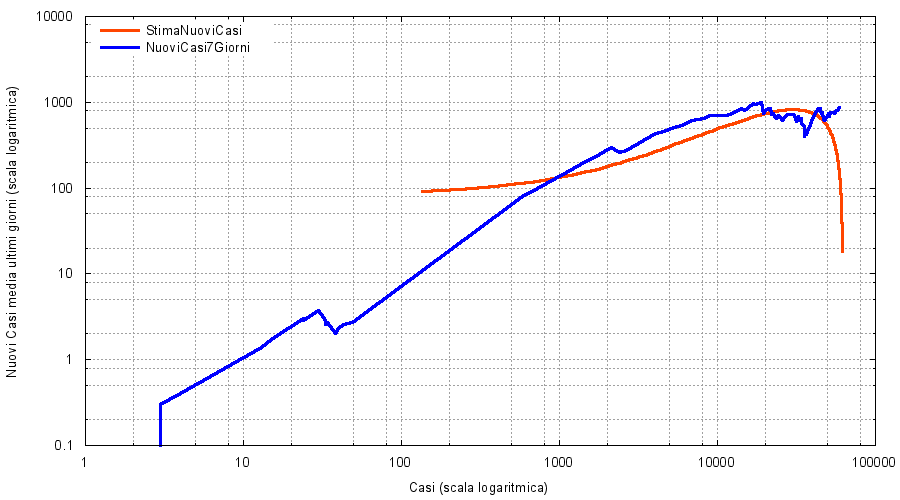 10000
1000
100
10
1
0.1
StimaNuoviCasi
NuoviCasi7Giorni
Nuovi Casi media ultimi giorni (scala logaritmica)
1 10 100 1000 10000 100000
Casi (scala logaritmica)